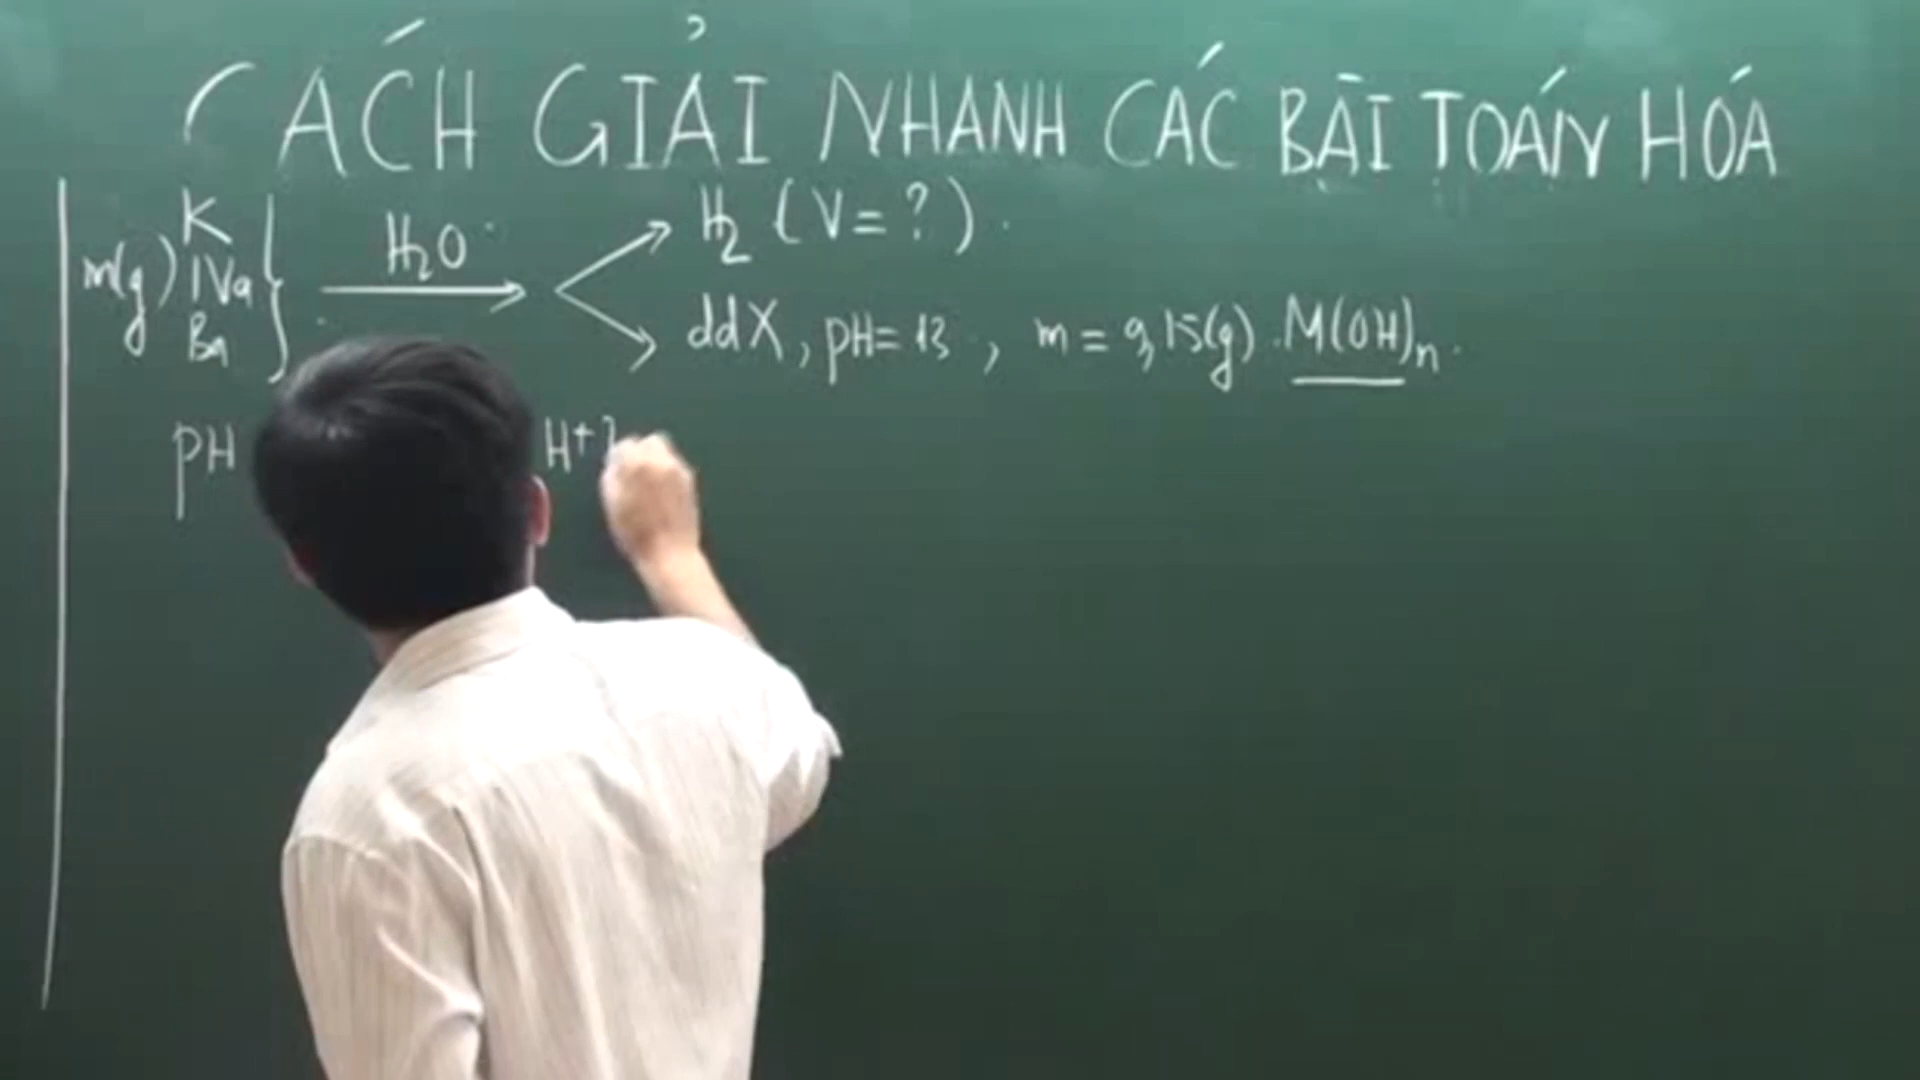 CÁCH GIẢI NHANH CÁC BÀI TOÁN HÓA
m(g) K Na Ba } H₂O → H₂ (V = ?).
ddX, pH = 13, m = 9,15(g) M(OH)ₙ.
pH H⁺]